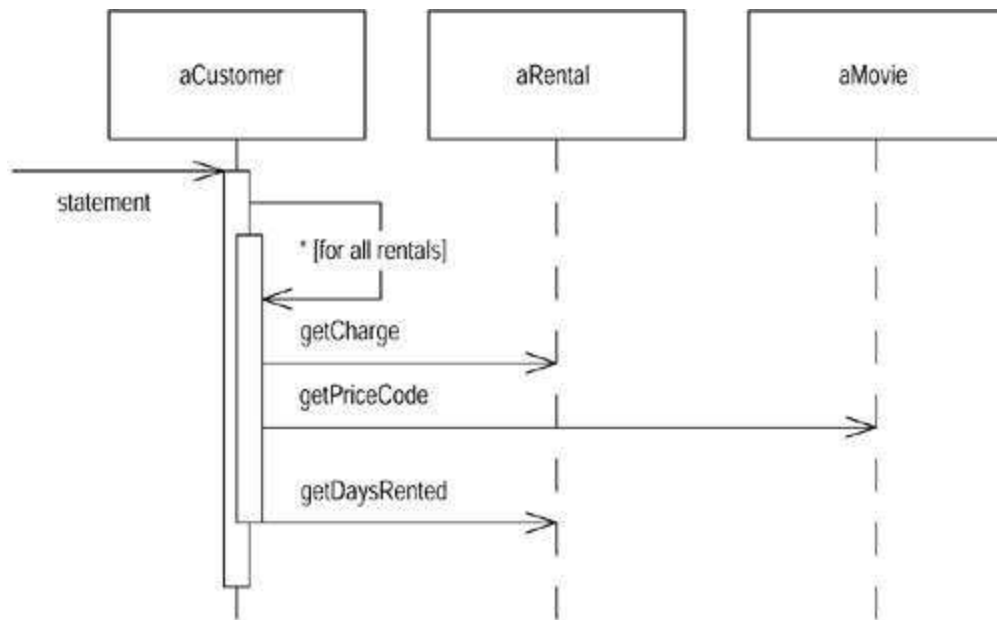 aCustomer
aRental
aMovie
statement
* [for all rentals]
getCharge
getPriceCode
getDaysRented